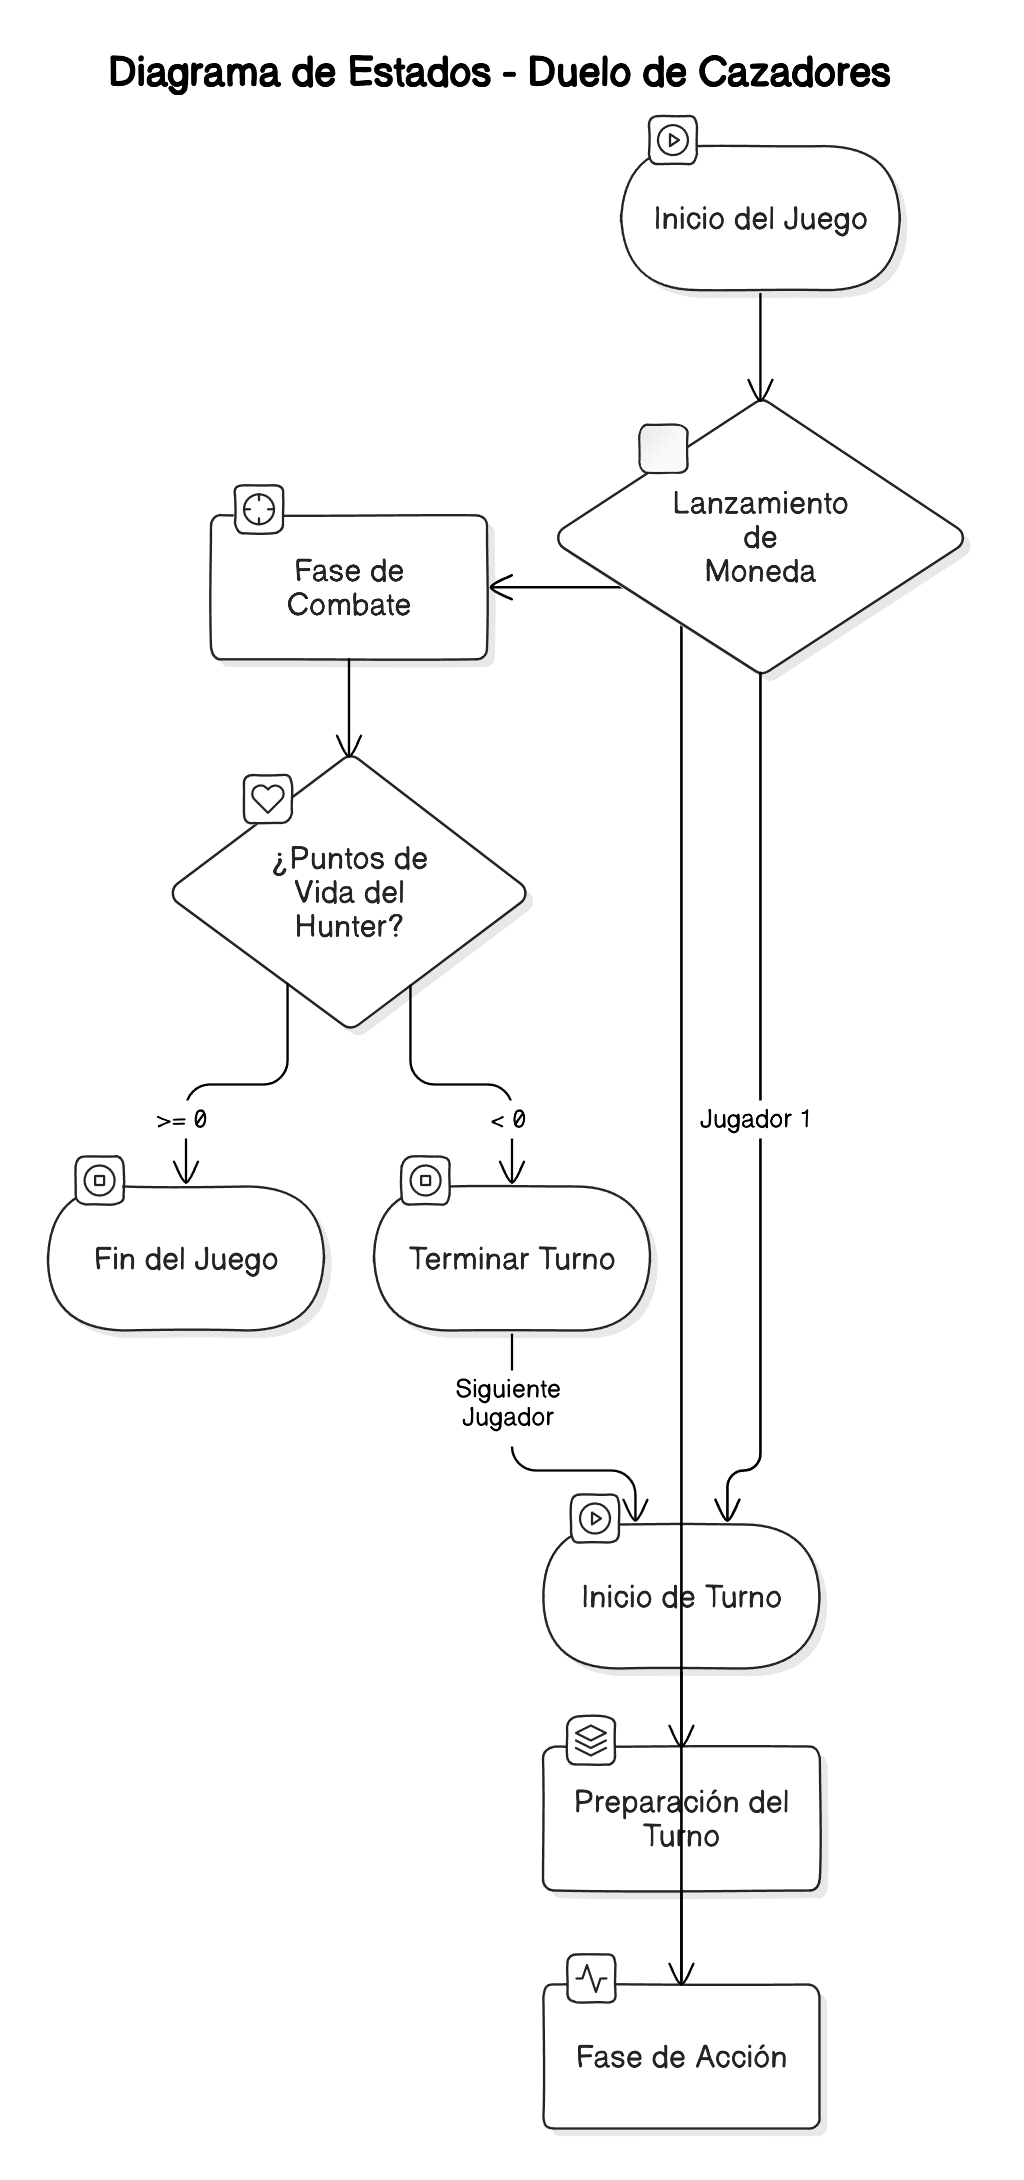 Diagrama de Estados - Duelo de Cazadores
Inicio del Juego
Lanzamiento
de
Moneda
Fase de
Combate
¿Puntos de
Vida del
Hunter?
>= 0
< 0
Jugador 1
Fin del Juego
Terminar Turno
Siguiente
Jugador
Inicio de Turno
Preparación del
Turno
Fase de Acción